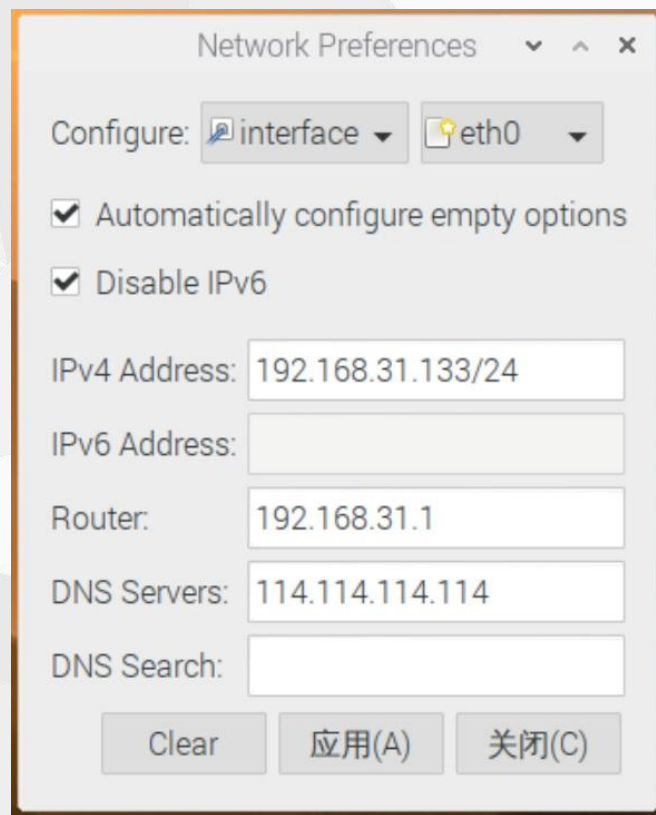 Network Preferences
Configure: interface eth0
Automatically configure empty options
Disable IPv6
IPv4 Address: 192.168.31.133/24
IPv6 Address:
Router: 192.168.31.1
DNS Servers: 114.114.114.114
DNS Search:
Clear 应用(A) 关闭(C)